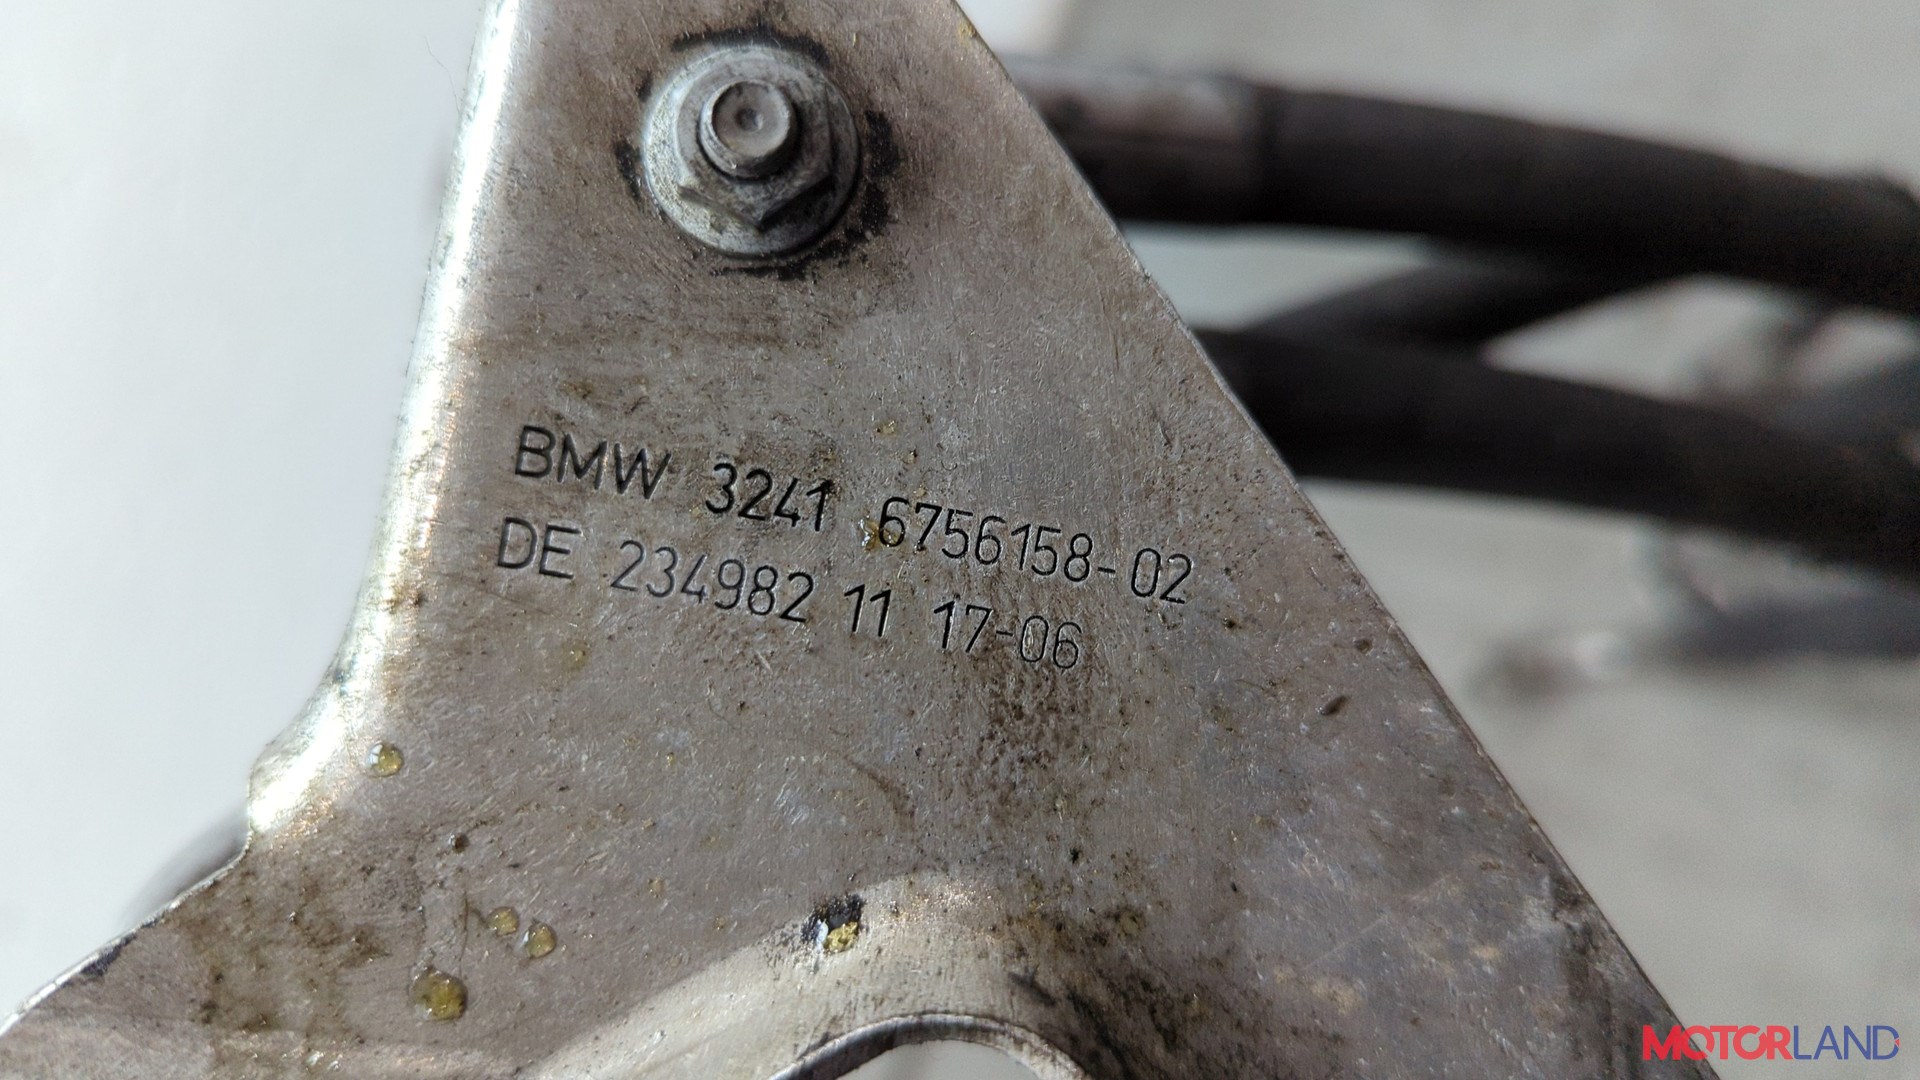 BMW 3241 6756158-02
DE 234982 11 17-06
MOTORLAND